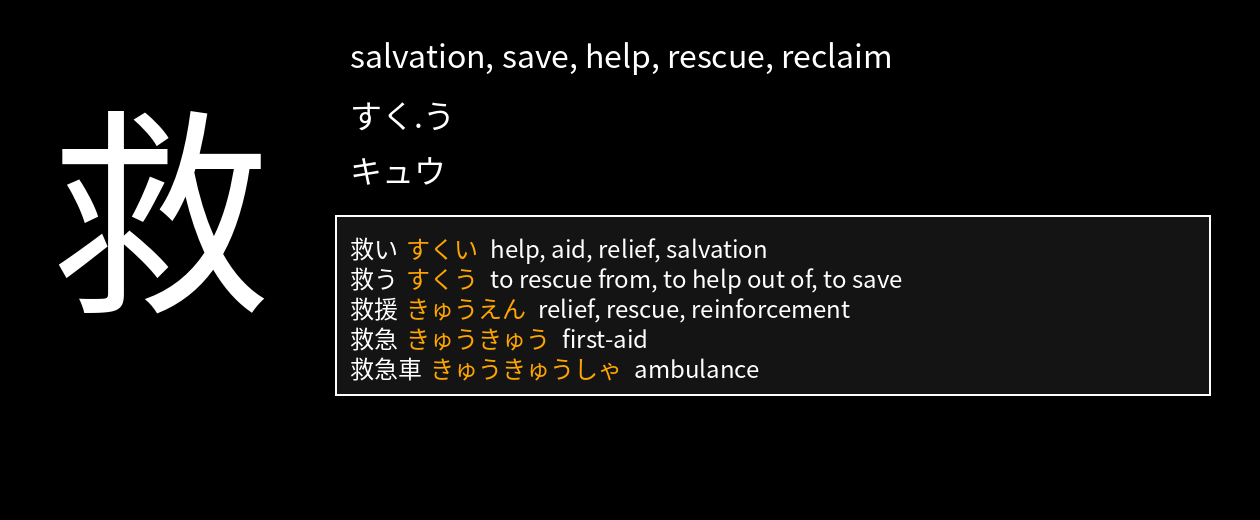 救
salvation, save, help, rescue, reclaim
すく.う
キュウ
救い すくい help, aid, relief, salvation
救う すくう to rescue from, to help out of, to save
救援 きゅうえん relief, rescue, reinforcement
救急 きゅうきゅう first-aid
救急車 きゅうきゅうしゃ ambulance